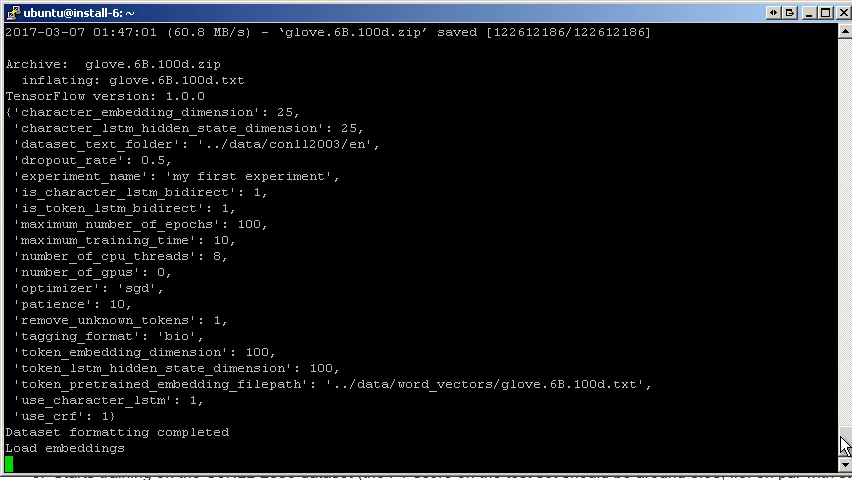 ubuntu@install-6: ~
2017-03-07 01:47:01 (60.8 MB/s) - ‘glove.6B.100d.zip’ saved [122612186/122612186]
Archive:  glove.6B.100d.zip
  inflating: glove.6B.100d.txt
TensorFlow version: 1.0.0
{'character_embedding_dimension': 25,
 'character_lstm_hidden_state_dimension': 25,
 'dataset_text_folder': '../data/conll2003/en',
 'dropout_rate': 0.5,
 'experiment_name': 'my first experiment',
 'is_character_lstm_bidirect': 1,
 'is_token_lstm_bidirect': 1,
 'maximum_number_of_epochs': 100,
 'maximum_training_time': 10,
 'number_of_cpu_threads': 8,
 'number_of_gpus': 0,
 'optimizer': 'sgd',
 'patience': 10,
 'remove_unknown_tokens': 1,
 'tagging_format': 'bio',
 'token_embedding_dimension': 100,
 'token_lstm_hidden_state_dimension': 100,
 'token_pretrained_embedding_filepath': '../data/word_vectors/glove.6B.100d.txt',
 'use_character_lstm': 1,
 'use_crf': 1}
Dataset formatting completed
Load embeddings